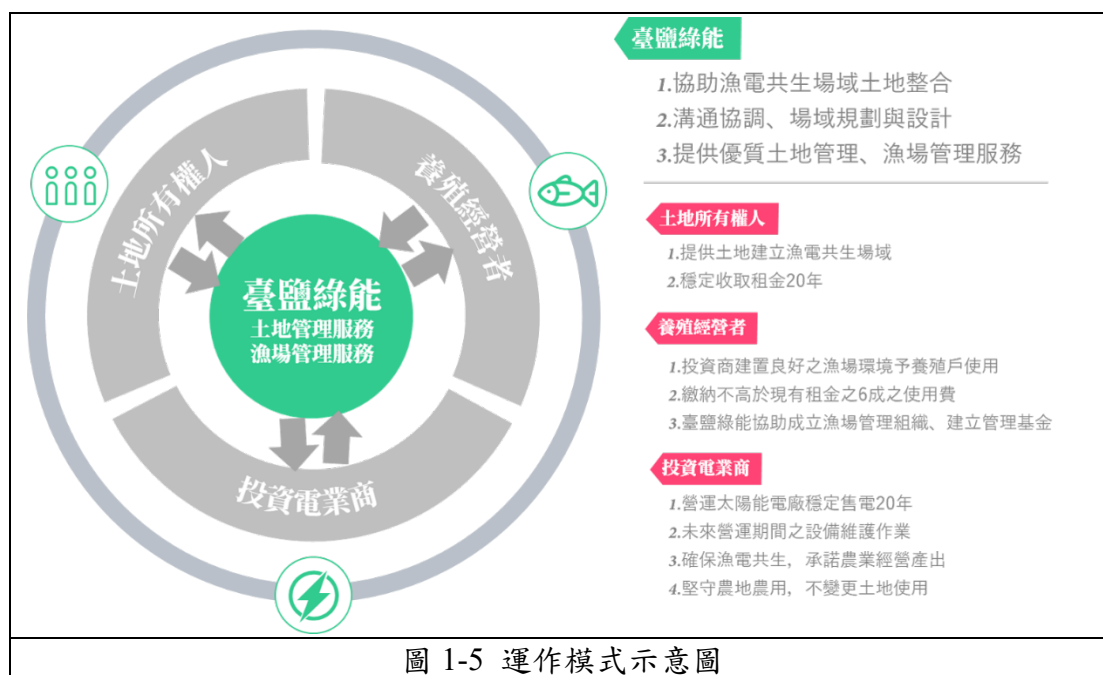 土地所有權人
養殖經營者
臺鹽綠能
土地管理服務
漁場管理服務
投資電業商
臺鹽綠能
1.協助漁電共生場域土地整合
2.溝通協調、場域規劃與設計
3.提供優質土地管理、漁場管理服務
土地所有權人
1.提供土地建立漁電共生場域
2.穩定收取租金20年
養殖經營者
1.投資商建置良好之漁場環境予養殖戶使用
2.繳納不高於現有租金之6成之使用費
3.臺鹽綠能協助成立漁場管理組織、建立管理基金
投資電業商
1.營運太陽能電廠穩定售電20年
2.未來營運期間之設備維護作業
3.確保漁電共生，承諾農業經營產出
4.堅守農地農用，不變更土地使用
圖 1-5 運作模式示意圖